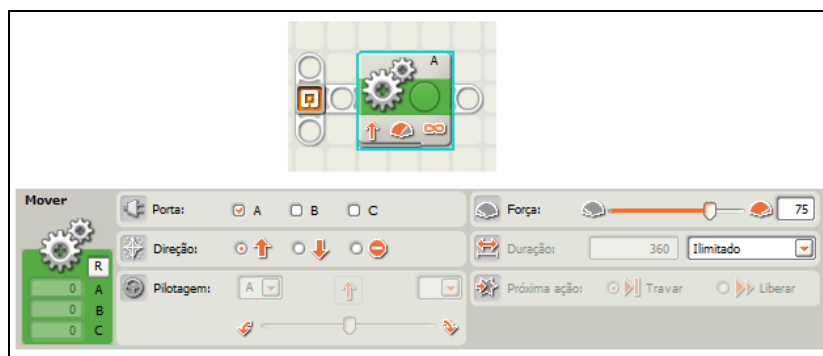 A
Mover
R
0 A
0 B
0 C
Porta: A B C
Direção:
Pilotagem: A
Força: 75
Duração: 360 Ilimitado
Próxima ação: Travar Liberar